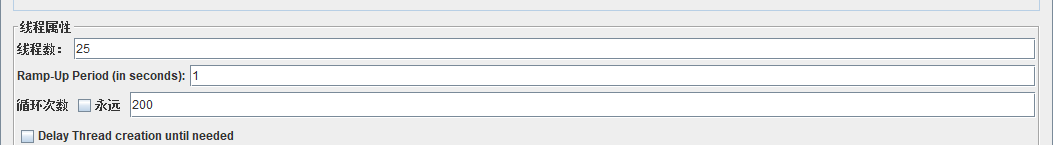 线程属性
线程数： 25
Ramp-Up Period (in seconds): 1
循环次数 永远 200
Delay Thread creation until needed